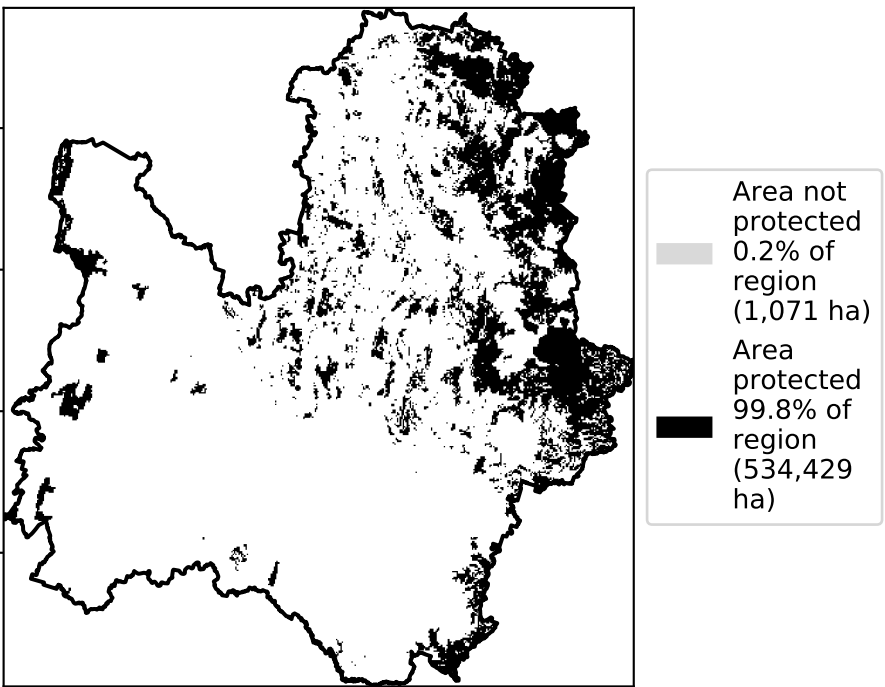 Area not
protected
0.2% of
region
(1,071 ha)
Area
protected
99.8% of
region
(534,429
ha)